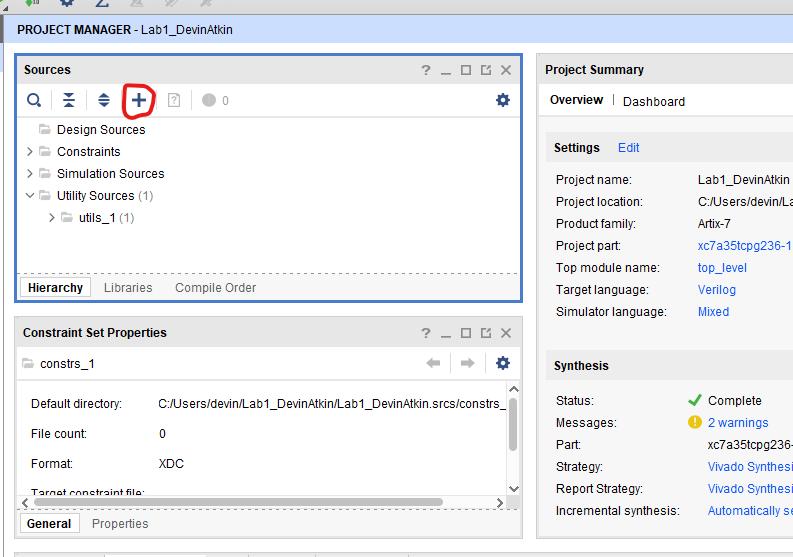 PROJECT MANAGER - Lab1_DevinAtkin
Sources
? _
0
Design Sources
Constraints
Simulation Sources
Utility Sources (1)
utils_1 (1)
Hierarchy Libraries Compile Order
Constraint Set Properties
? _
constrs_1
Default directory: C:/Users/devin/Lab1_DevinAtkin/Lab1_DevinAtkin.srcs/constrs_
File count: 0
Format: XDC
Target constraint file:
General Properties
Project Summary
Overview | Dashboard
Settings Edit
Project name: Lab1_DevinAtkin
Project location: C:/Users/devin/La
Product family: Artix-7
Project part: xc7a35tcpg236-1
Top module name: top_level
Target language: Verilog
Simulator language: Mixed
Synthesis
Status: Complete
Messages: 2 warnings
Part: xc7a35tcpg236-
Strategy: Vivado Synthesi
Report Strategy: Vivado Synthesi
Incremental synthesis: Automatically se